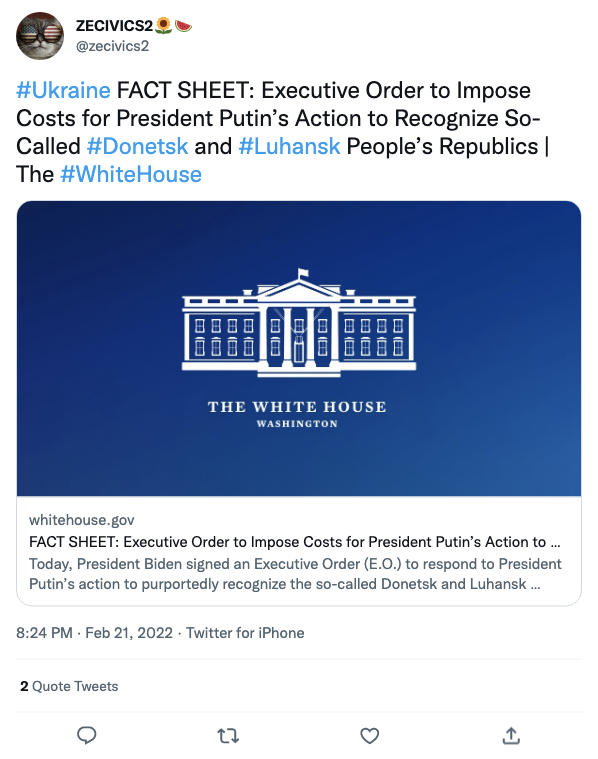 ZECIVICS2🌻🍉
@zecivics2
#Ukraine FACT SHEET: Executive Order to Impose
Costs for President Putin’s Action to Recognize So-
Called #Donetsk and #Luhansk People’s Republics |
The #WhiteHouse
THE WHITE HOUSE
WASHINGTON
whitehouse.gov
FACT SHEET: Executive Order to Impose Costs for President Putin’s Action to ...
Today, President Biden signed an Executive Order (E.O.) to respond to President
Putin’s action to purportedly recognize the so-called Donetsk and Luhansk ...
8:24 PM · Feb 21, 2022 · Twitter for iPhone
2 Quote Tweets